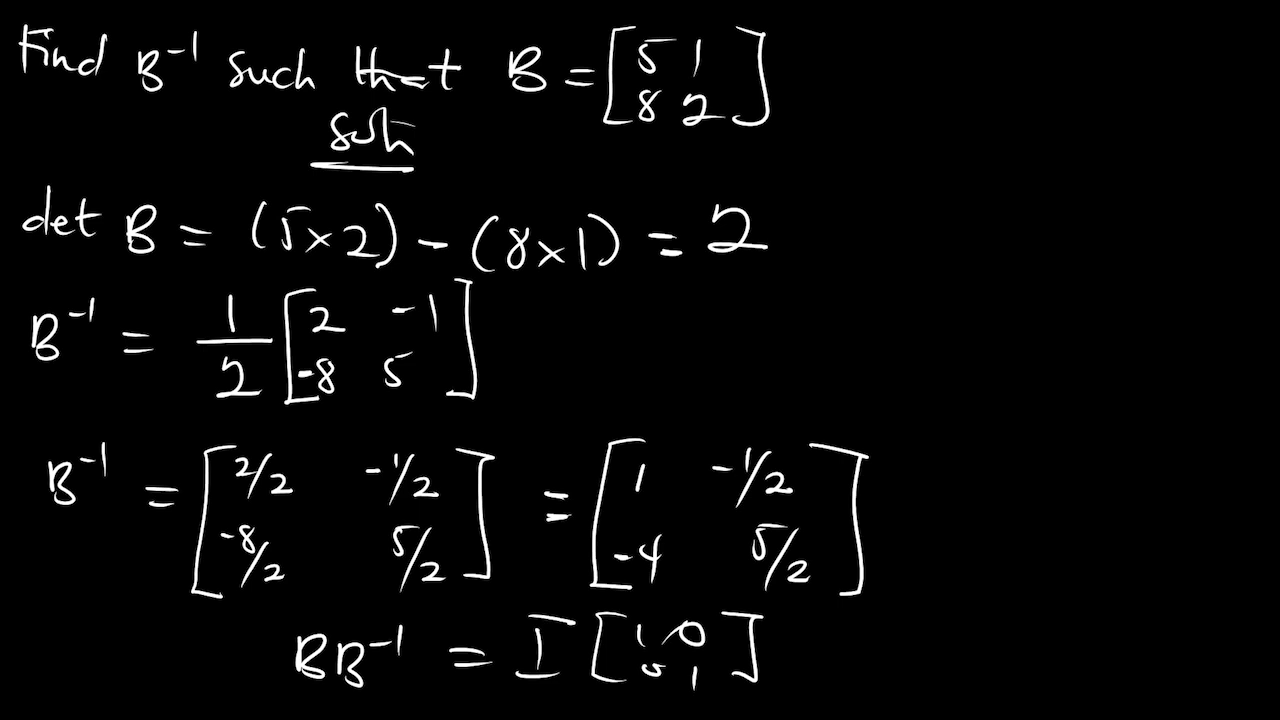 Find B⁻¹ such that B = [5 1
8 2]
soln
det B = (5×2) - (8×1) = 2
B⁻¹ = 1/2 [2 -1
-8 5]
B⁻¹ = [2/2 -1/2
-8/2 5/2] = [1 -1/2
-4 5/2]
BB⁻¹ = I [1 0
0 1]